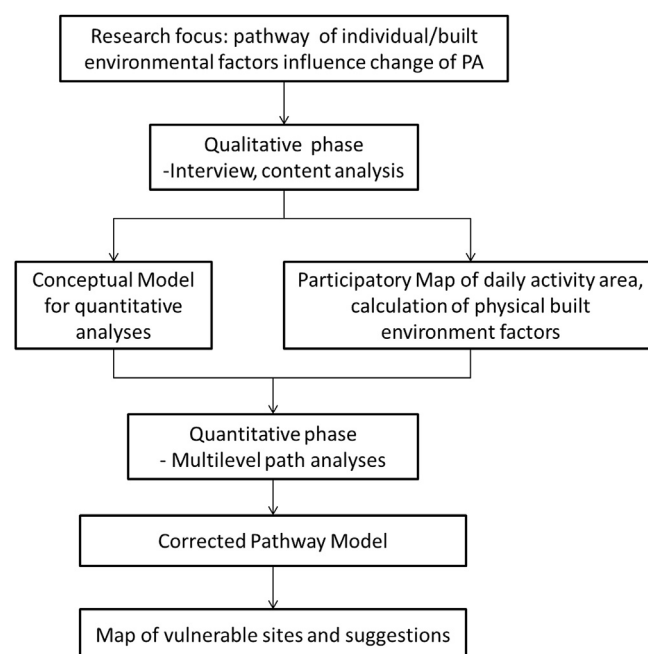 Research focus: pathway of individual/built
environmental factors influence change of PA
Qualitative phase
-Interview, content analysis
Conceptual Model
for quantitative
analyses
Participatory Map of daily activity area,
calculation of physical built
environment factors
Quantitative phase
- Multilevel path analyses
Corrected Pathway Model
Map of vulnerable sites and suggestions